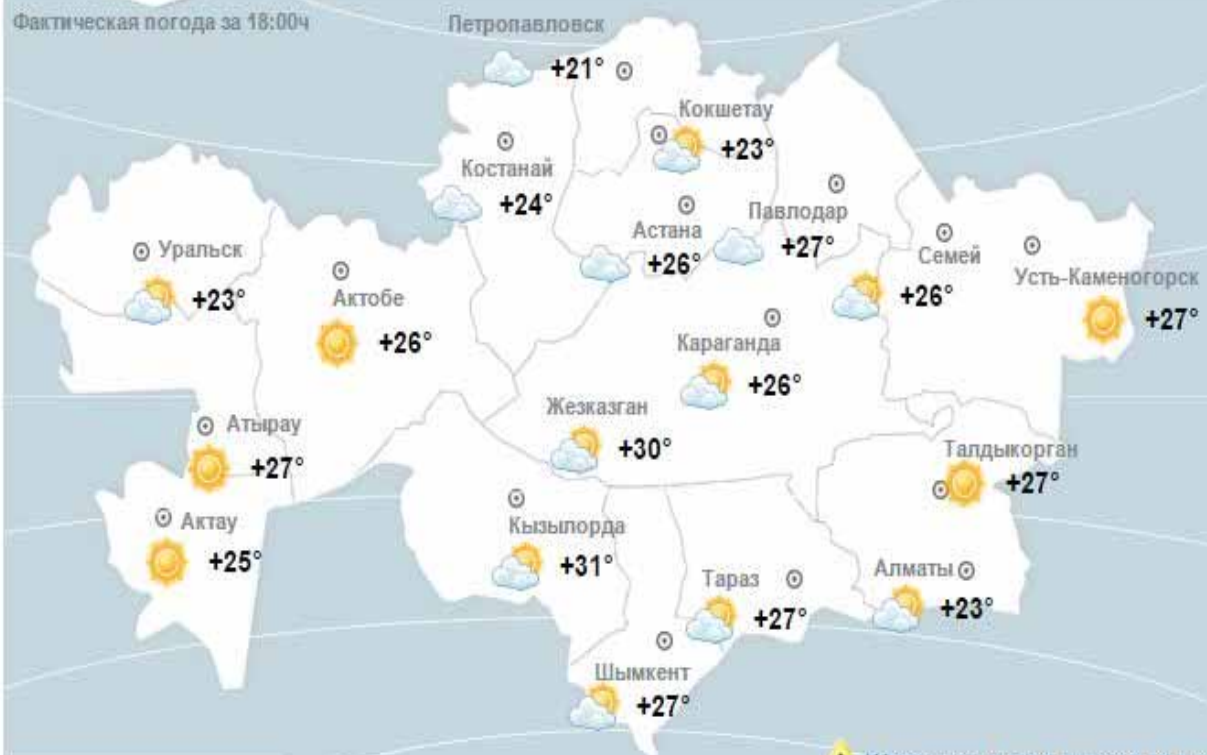 Фактическая погода за 18:00ч
Петропавловск
+21°
Кокшетау
+23°
Костанай
+24°
Астана
+26°
Павлодар
+27°
Семей
+26°
Усть-Каменогорск
+27°
Уральск
+23°
Актобе
+26°
Караганда
+26°
Жезказган
+30°
Атырау
+27°
Талдыкорган
+27°
Актау
+25°
Кызылорда
+31°
Тараз
+27°
Алматы
+23°
Шымкент
+27°